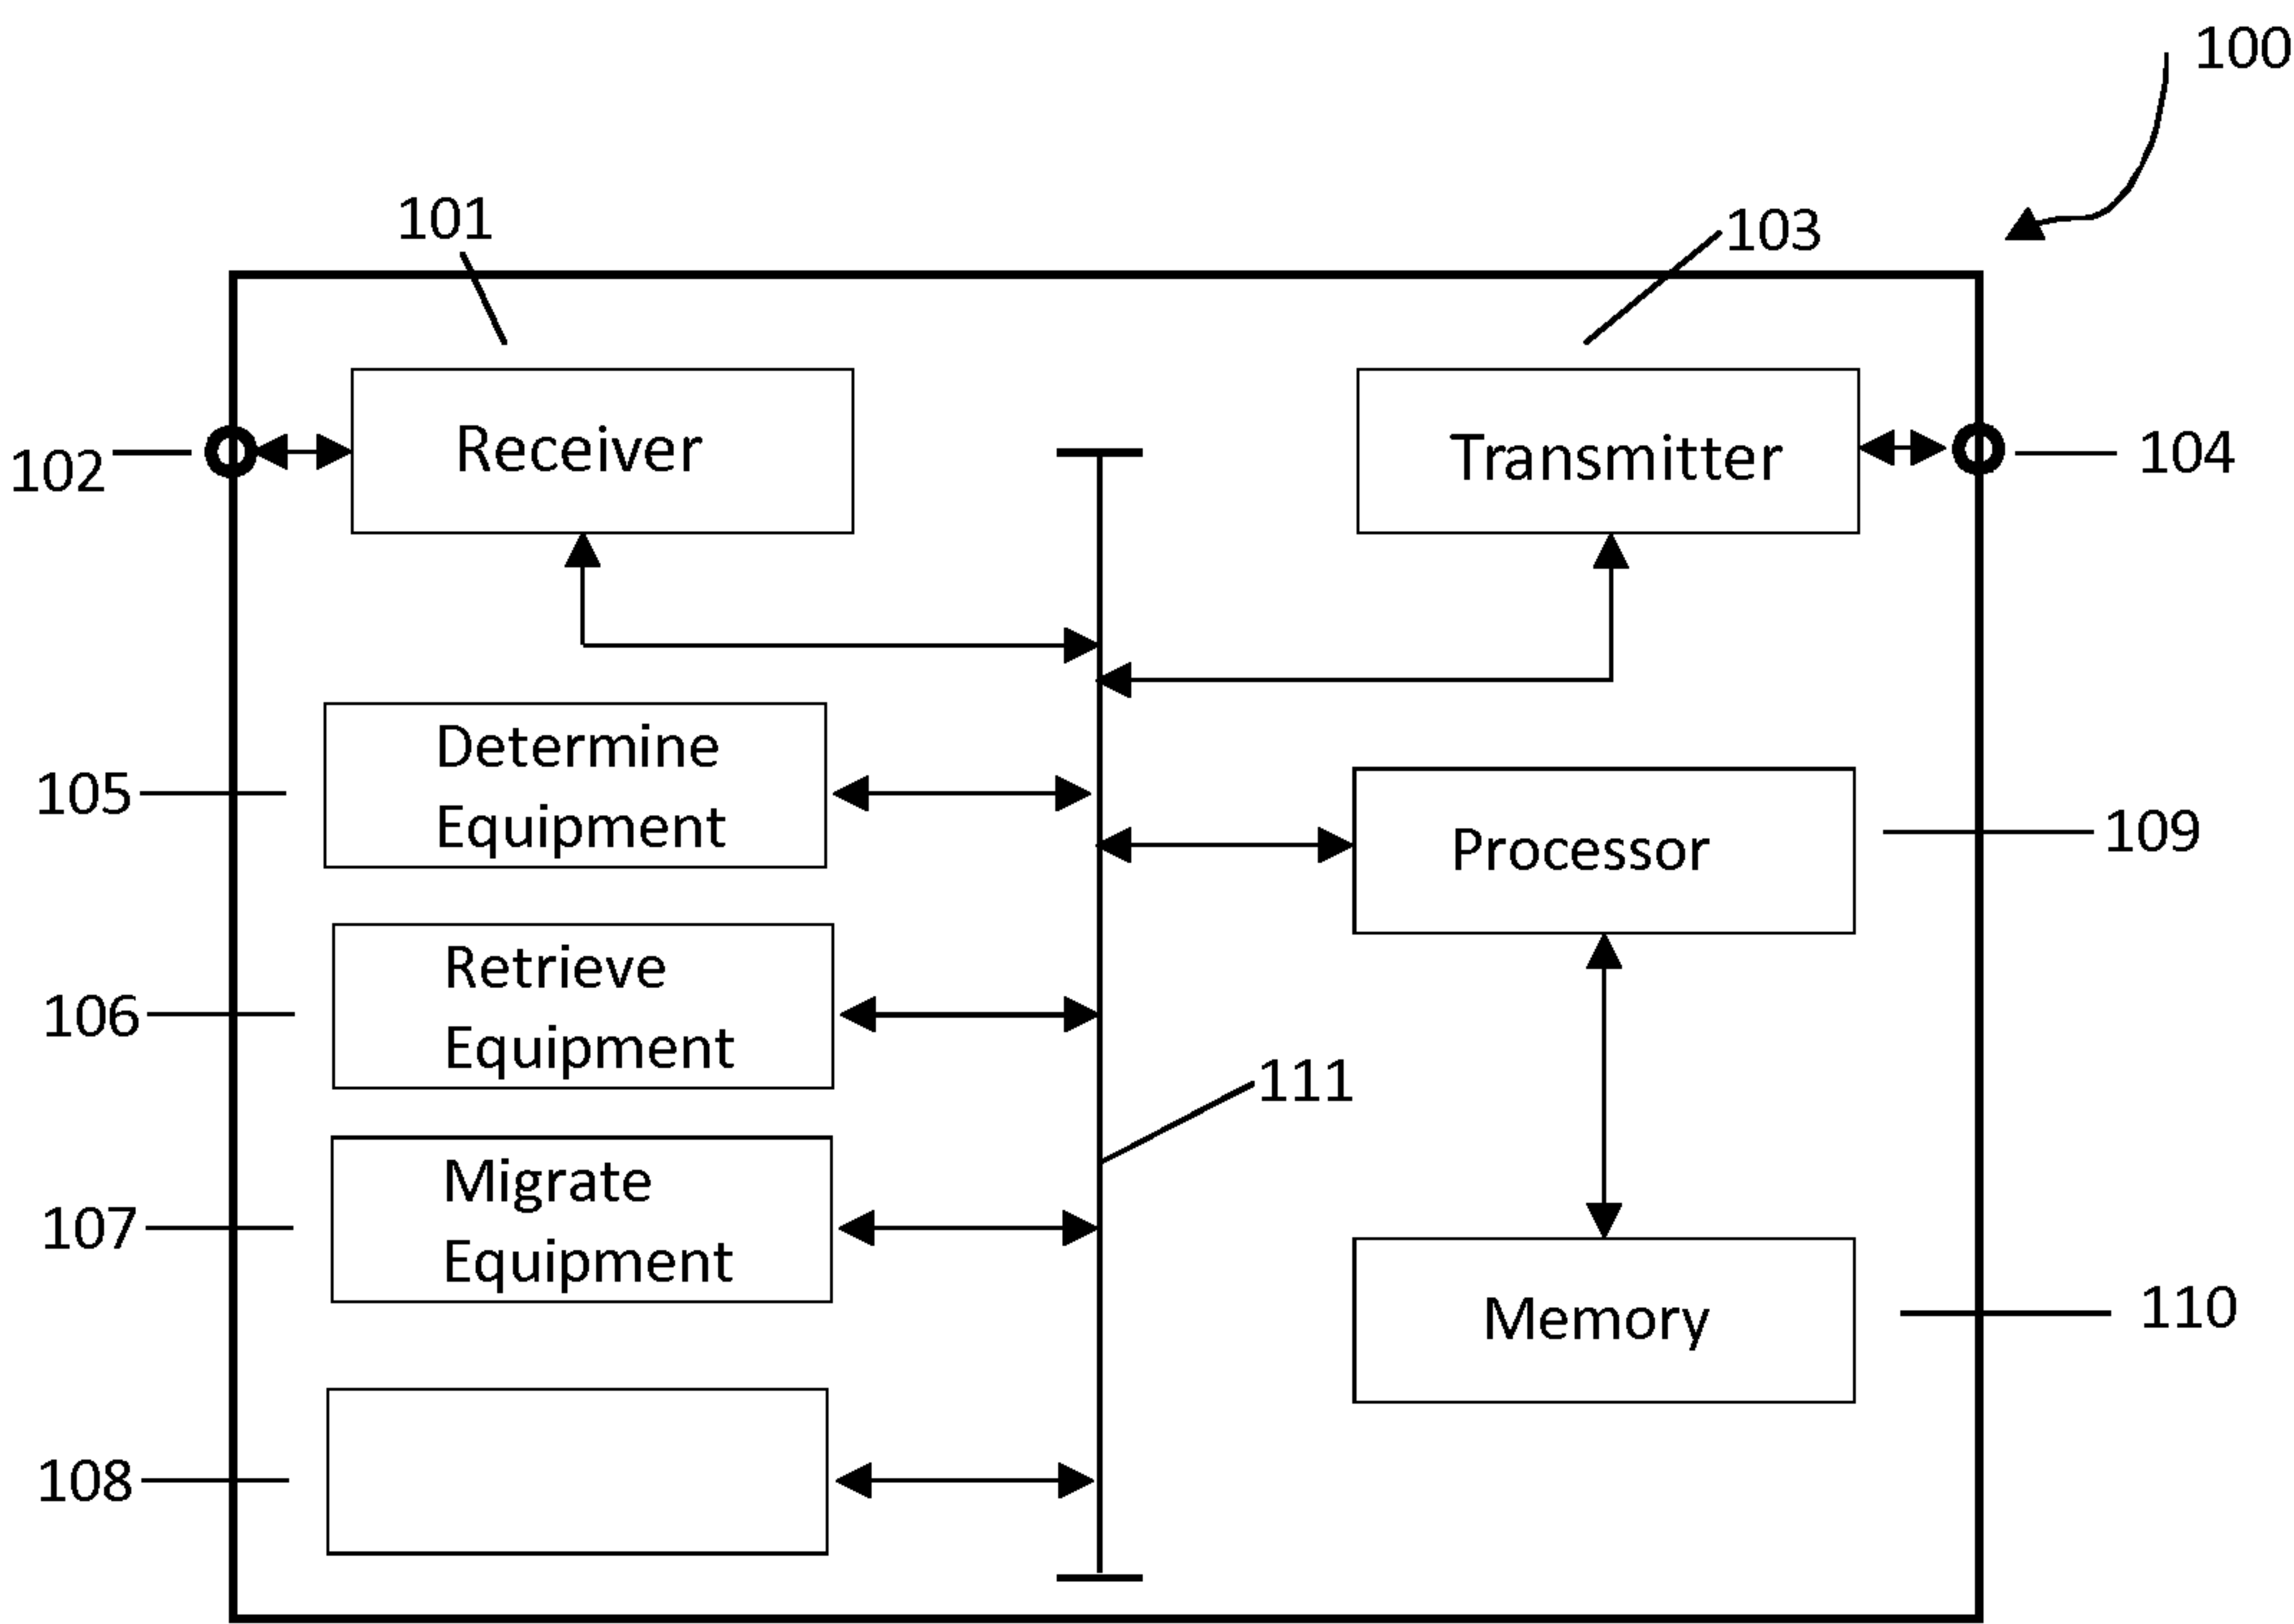 100
101
103
Receiver
Transmitter
102
104
Determine
Equipment
105
Processor
109
Retrieve
Equipment
106
111
Migrate
Equipment
107
Memory
110
108